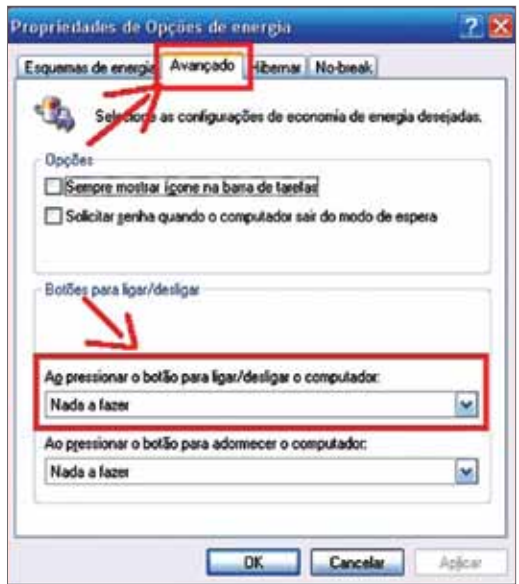 Propriedades de Opções de energia
Esquemas de energia Avançado Hibernar No-break
Selecione as configurações de economia de energia desejadas.
Opções
Sempre mostrar ícone na barra de tarefas
Solicitar senha quando o computador sair do modo de espera
Botões para ligar/desligar
Ao pressionar o botão para ligar/desligar o computador:
Nada a fazer
Ao pressionar o botão para adormecer o computador:
Nada a fazer
OK Cancelar Aplicar